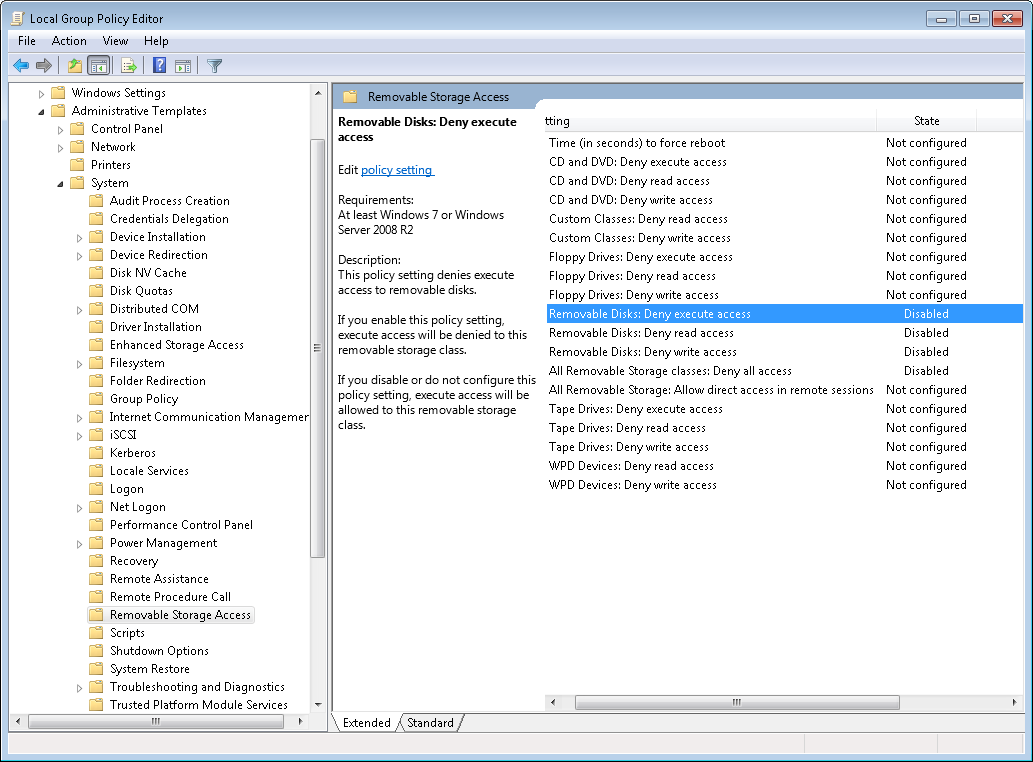 Local Group Policy Editor
File Action View Help
Windows Settings
Administrative Templates
Control Panel
Network
Printers
System
Audit Process Creation
Credentials Delegation
Device Installation
Device Redirection
Disk NV Cache
Disk Quotas
Distributed COM
Driver Installation
Enhanced Storage Access
Filesystem
Folder Redirection
Group Policy
Internet Communication Managemer
iSCSI
Kerberos
Locale Services
Logon
Net Logon
Performance Control Panel
Power Management
Recovery
Remote Assistance
Remote Procedure Call
Removable Storage Access
Scripts
Shutdown Options
System Restore
Troubleshooting and Diagnostics
Trusted Platform Module Services
Removable Storage Access
Removable Disks: Deny execute
access
Edit policy setting
Requirements:
At least Windows 7 or Windows
Server 2008 R2
Description:
This policy setting denies execute
access to removable disks.
If you enable this policy setting,
execute access will be denied to this
removable storage class.
If you disable or do not configure this
policy setting, execute access will be
allowed to this removable storage
class.
tting State
Time (in seconds) to force reboot Not configured
CD and DVD: Deny execute access Not configured
CD and DVD: Deny read access Not configured
CD and DVD: Deny write access Not configured
Custom Classes: Deny read access Not configured
Custom Classes: Deny write access Not configured
Floppy Drives: Deny execute access Not configured
Floppy Drives: Deny read access Not configured
Floppy Drives: Deny write access Not configured
Removable Disks: Deny execute access Disabled
Removable Disks: Deny read access Disabled
Removable Disks: Deny write access Disabled
All Removable Storage classes: Deny all access Disabled
All Removable Storage: Allow direct access in remote sessions Not configured
Tape Drives: Deny execute access Not configured
Tape Drives: Deny read access Not configured
Tape Drives: Deny write access Not configured
WPD Devices: Deny read access Not configured
WPD Devices: Deny write access Not configured
Extended Standard